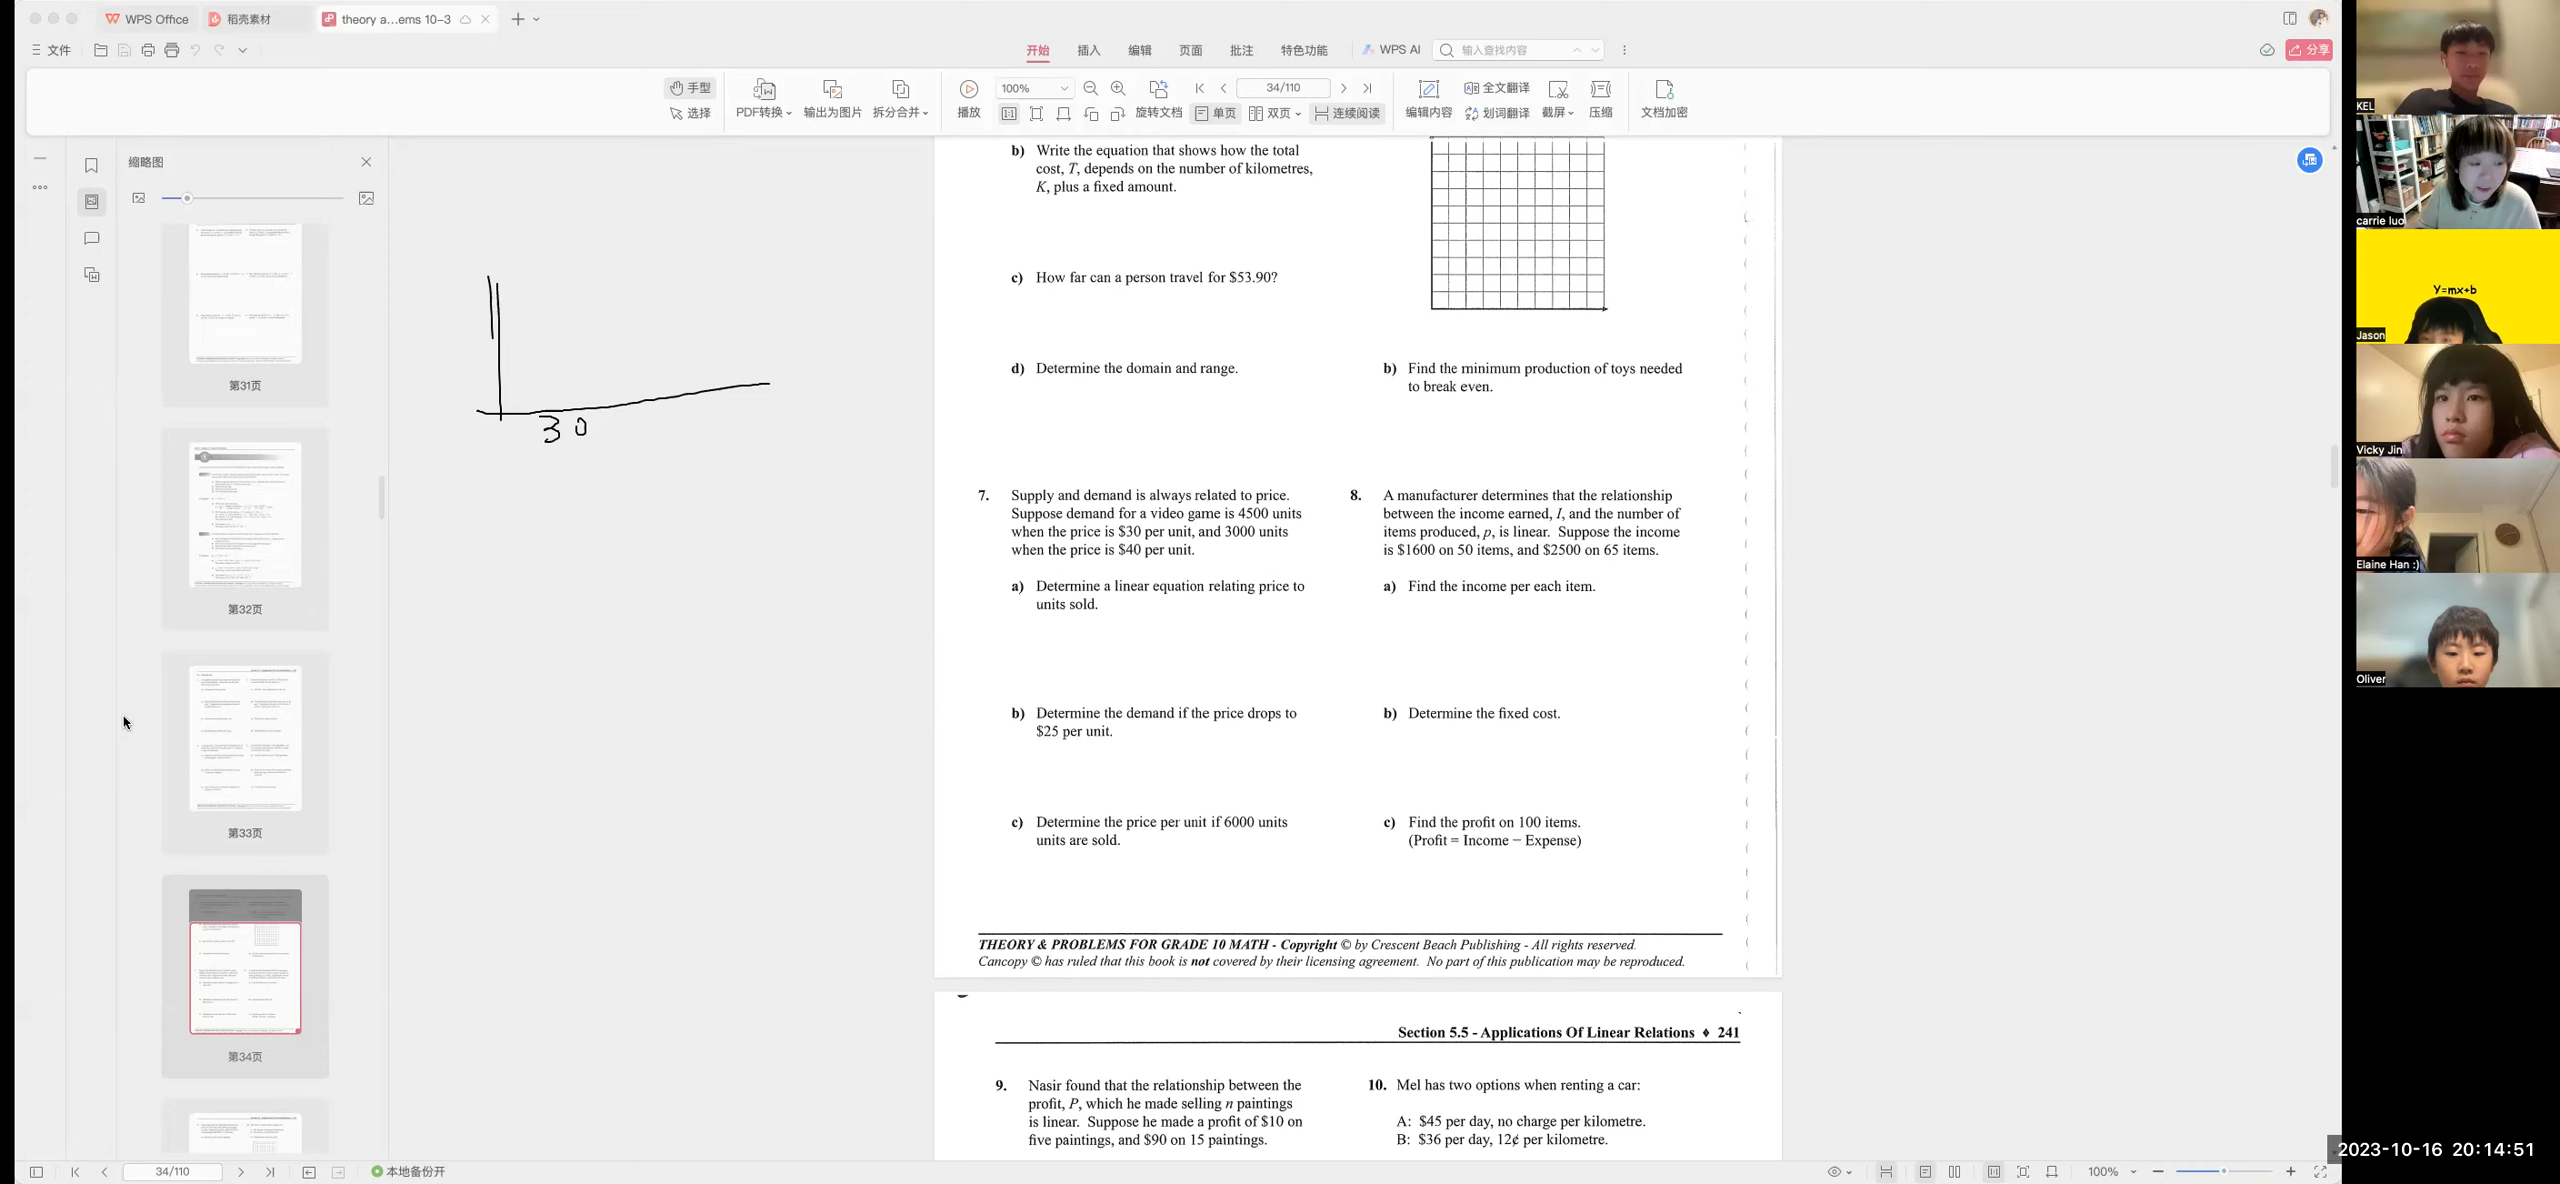 WPS Office
稻壳素材
theory a...ems 10-3
文件
开始
插入
编辑
页面
批注
特色功能
WPS AI
输入查找内容
分享
手型
选择
PDF转换
输出为图片
拆分合并
播放
100%
旋转文档
34/110
单页
双页
连续阅读
编辑内容
全文翻译
划词翻译
截屏
压缩
文档加密
缩略图
第31页
第32页
第33页
第34页
30
b) Write the equation that shows how the total
cost, T, depends on the number of kilometres,
K, plus a fixed amount.
c) How far can a person travel for $53.90?
d) Determine the domain and range.
b) Find the minimum production of toys needed
to break even.
7. Supply and demand is always related to price.
Suppose demand for a video game is 4500 units
when the price is $30 per unit, and 3000 units
when the price is $40 per unit.
a) Determine a linear equation relating price to
units sold.
b) Determine the demand if the price drops to
$25 per unit.
c) Determine the price per unit if 6000 units
units are sold.
8. A manufacturer determines that the relationship
between the income earned, I, and the number of
items produced, p, is linear. Suppose the income
is $1600 on 50 items, and $2500 on 65 items.
a) Find the income per each item.
b) Determine the fixed cost.
c) Find the profit on 100 items.
(Profit = Income − Expense)
THEORY & PROBLEMS FOR GRADE 10 MATH - Copyright © by Crescent Beach Publishing - All rights reserved.
Cancopy © has ruled that this book is not covered by their licensing agreement. No part of this publication may be reproduced.
Section 5.5 - Applications Of Linear Relations ♦ 241
9. Nasir found that the relationship between the
profit, P, which he made selling n paintings
is linear. Suppose he made a profit of $10 on
five paintings, and $90 on 15 paintings.
10. Mel has two options when renting a car:
A: $45 per day, no charge per kilometre.
B: $36 per day, 12¢ per kilometre.
34/110
本地备份开
100%
KEL
carrie luo
Y=mx+b
Jason
Vicky Jin
Elaine Han :)
Oliver
2023-10-16 20:14:51